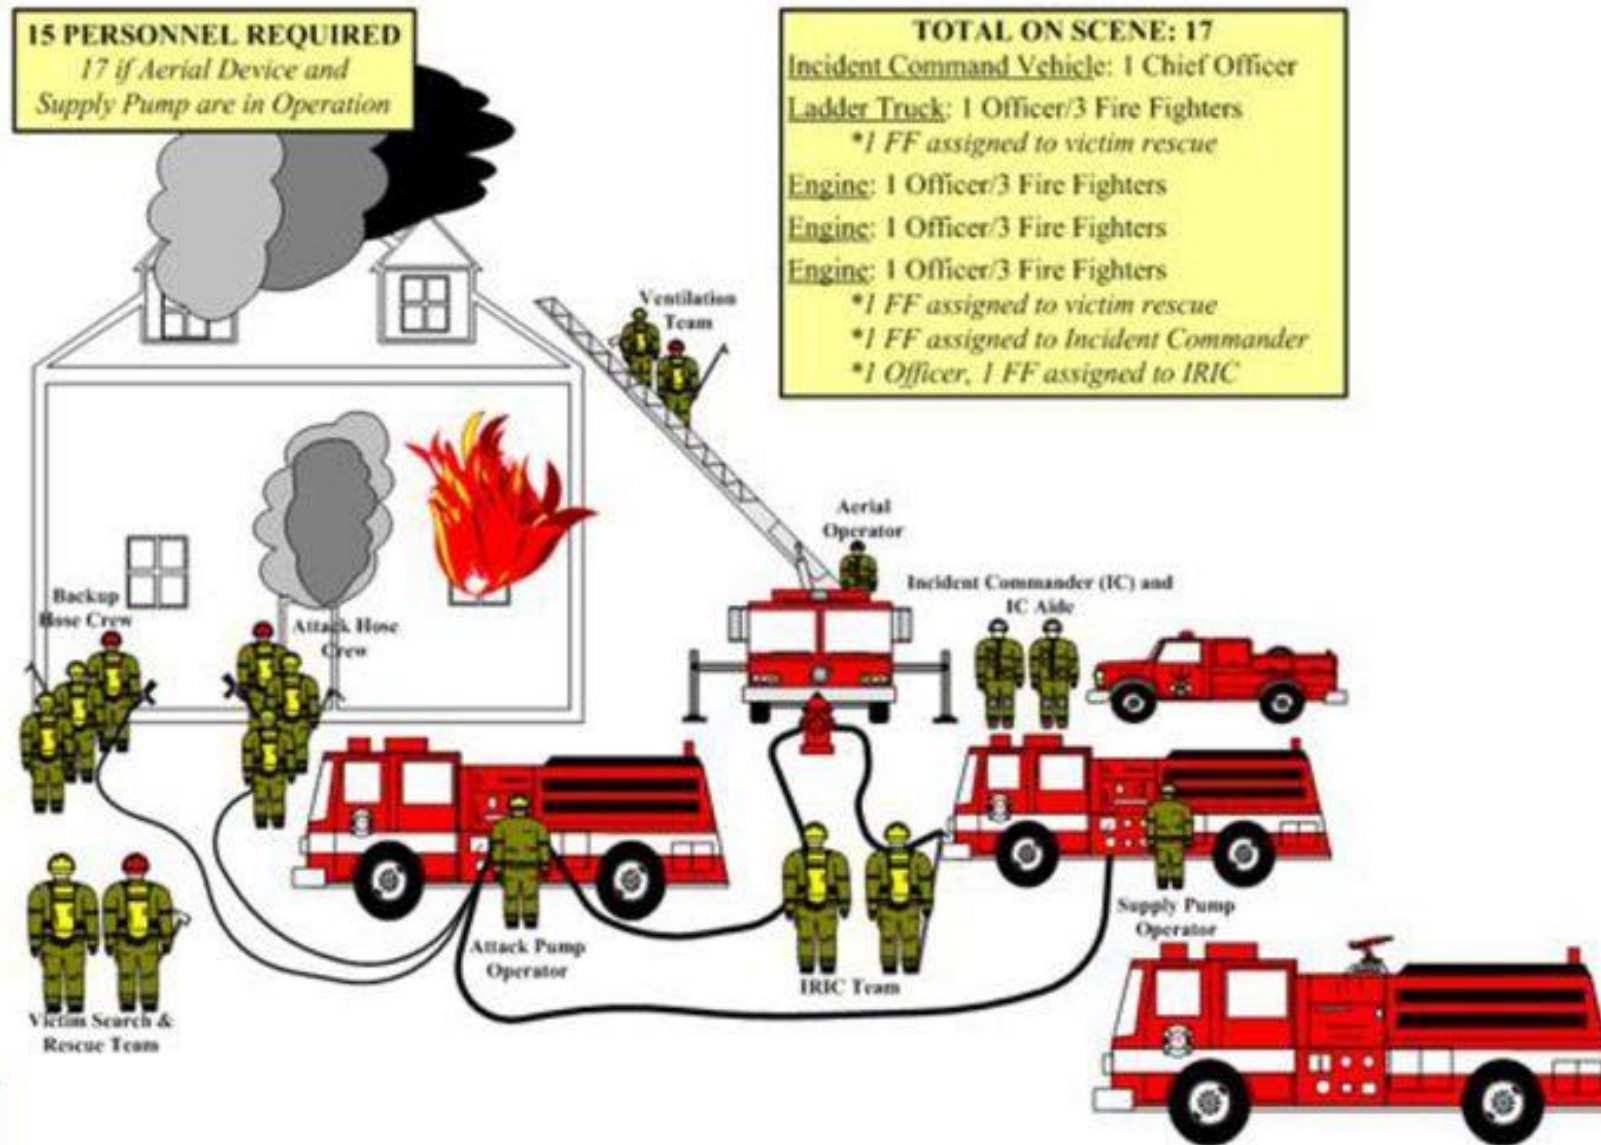 15 PERSONNEL REQUIRED
17 if Aerial Device and
Supply Pump are in Operation
TOTAL ON SCENE: 17
Incident Command Vehicle: 1 Chief Officer
Ladder Truck: 1 Officer/3 Fire Fighters
*1 FF assigned to victim rescue
Engine: 1 Officer/3 Fire Fighters
Engine: 1 Officer/3 Fire Fighters
Engine: 1 Officer/3 Fire Fighters
*1 FF assigned to victim rescue
*1 FF assigned to Incident Commander
*1 Officer, 1 FF assigned to IRIC
Ventilation
Team
Aerial
Operator
Incident Commander (IC) and
IC Aide
Backup
Hose Crew
Attack Hose
Crew
Attack Pump
Operator
IRIC Team
Supply Pump
Operator
Victim Search &
Rescue Team